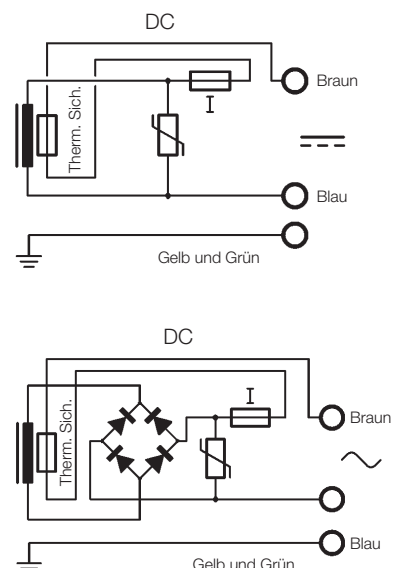 DC
Braun
I
Therm. Sich.
Blau
Gelb und Grün
DC
I
Braun
Therm. Sich.
Blau
Gelb und Grün